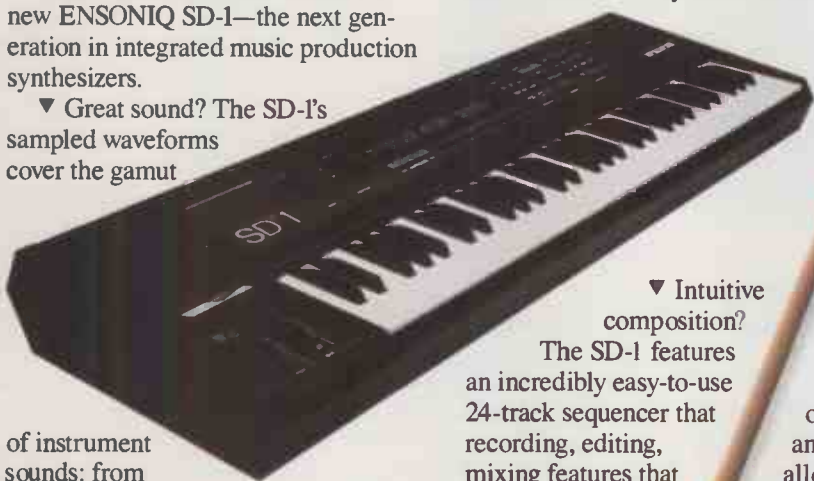 new ENSONIQ SD-1—the next gen-
eration in integrated music production
synthesizers.
▼ Great sound? The SD-1's
sampled waveforms
cover the gamut
of instrument
sounds: from
SD1
▼ Intuitive
composition?
The SD-1 features
an incredibly easy-to-use
24-track sequencer that
recording, editing,
mixing features that